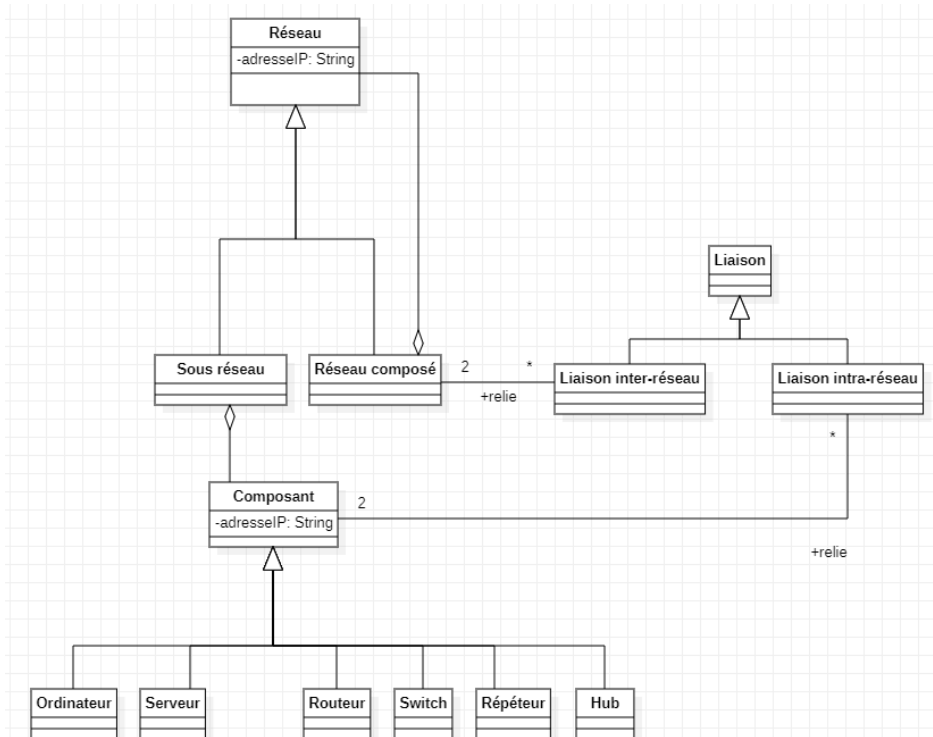 Réseau
-adresseIP: String
Liaison
Sous réseau
Réseau composé
2
*
+relie
Liaison inter-réseau
Liaison intra-réseau
*
Composant
-adresseIP: String
2
+relie
Ordinateur
Serveur
Routeur
Switch
Répéteur
Hub